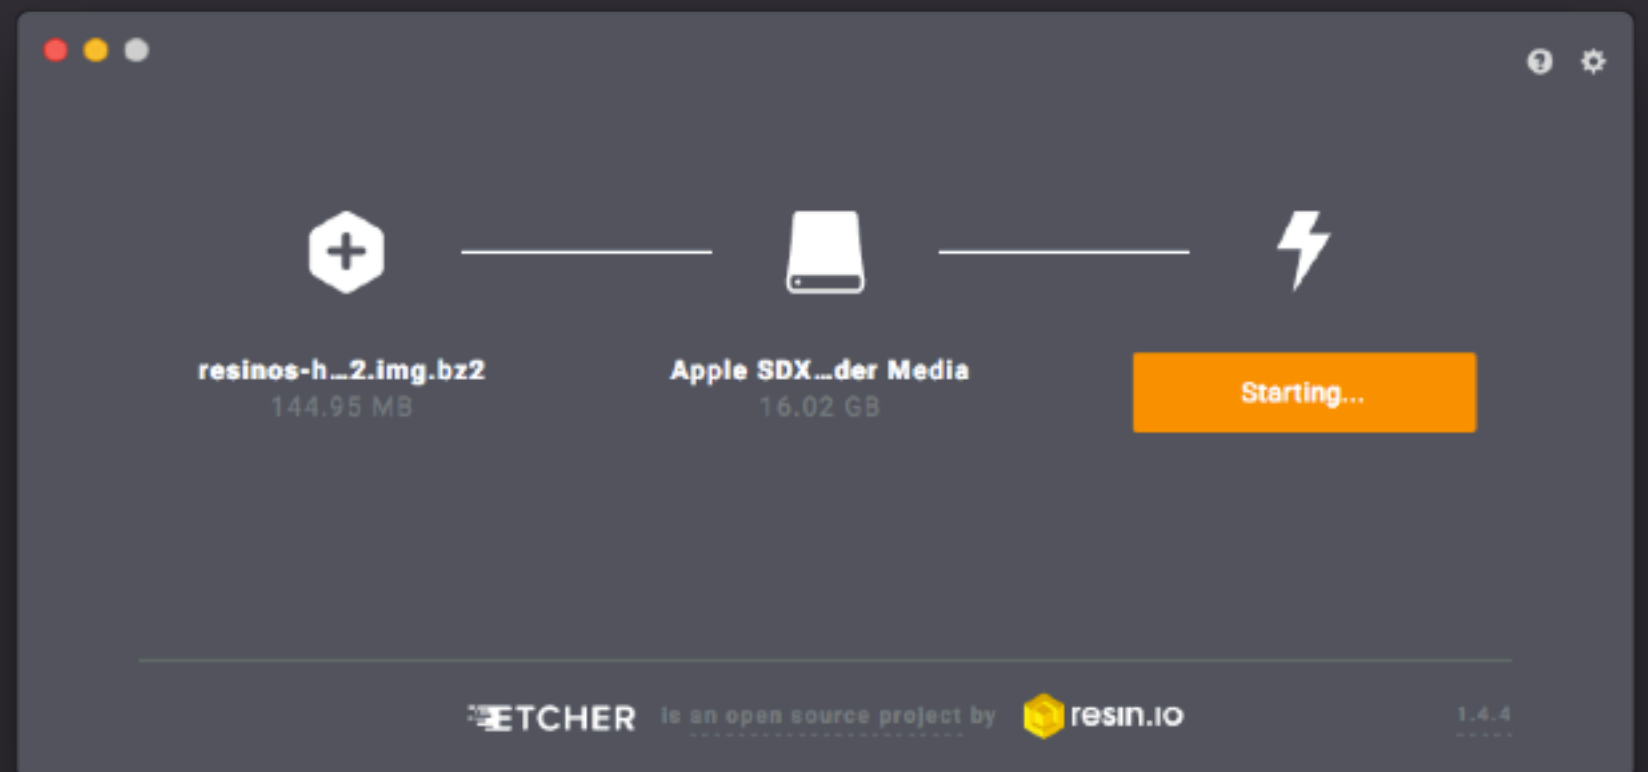 resinos-h...2.img.bz2
144.95 MB
Apple SDX...der Media
16.02 GB
Starting...
ETCHER is an open source project by resin.io
1.4.4